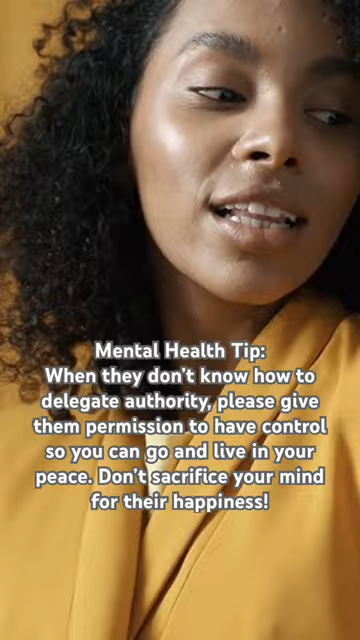 Mental Health Tip:
When they don't know how to
delegate authority, please give
them permission to have control
so you can go and live in your
peace. Don't sacrifice your mind
for their happiness!